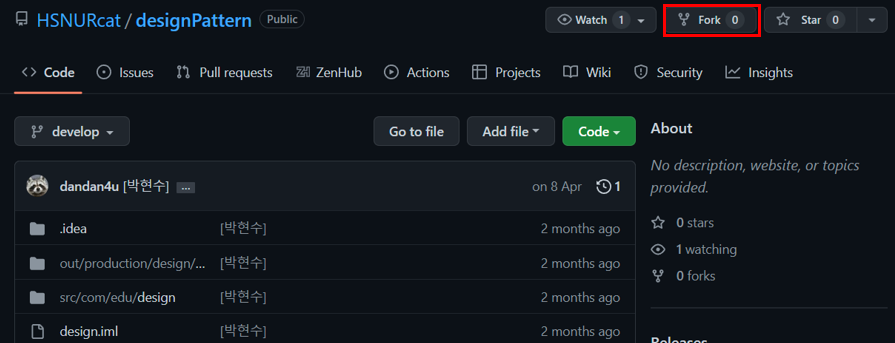 HSNURcat / designPattern Public Watch 1 Fork 0 Star 0
Code Issues Pull requests ZenHub Actions Projects Wiki Security Insights
develop Go to file Add file Code
dandan4u [박현수] ... on 8 Apr 1
.idea [박현수] 2 months ago
out/production/design/... [박현수] 2 months ago
src/com/edu/design [박현수] 2 months ago
design.iml [박현수] 2 months ago
About
No description, website, or topics
provided.
0 stars
1 watching
0 forks
Releases